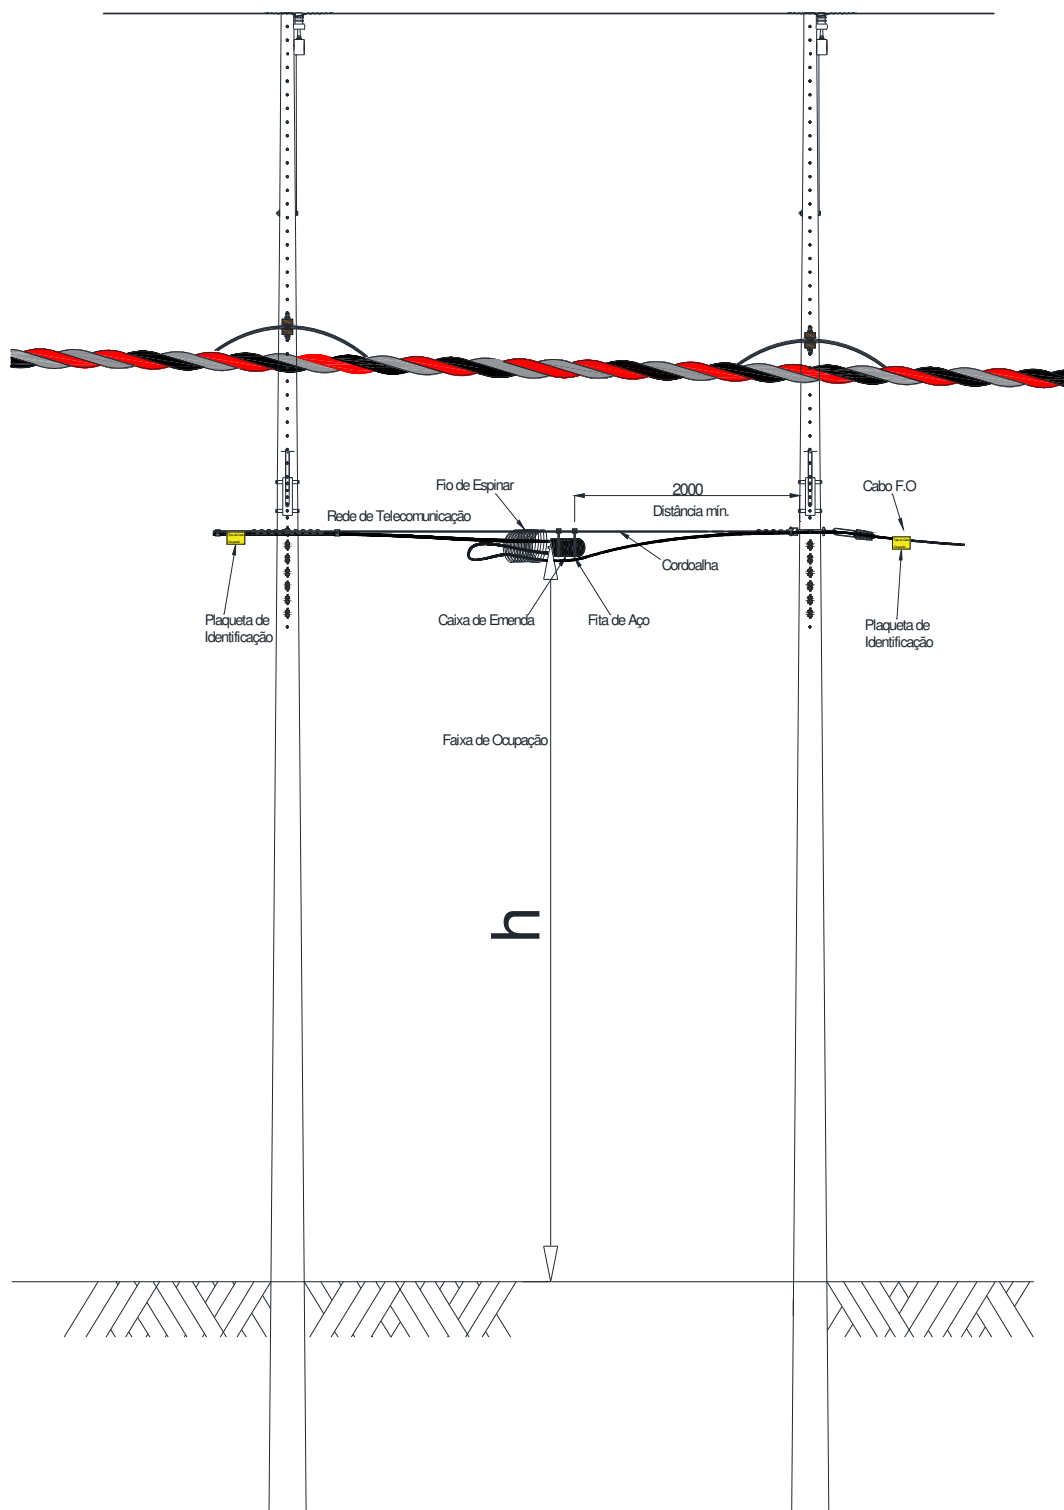 Fio de Espinar
2000
Cabo F.O
Distância mín.
Rede de Telecomunicação
Cordoalha
Plaqueta de
Identificação
Caixa de Emenda
Fita de Aço
Plaqueta de
Identificação
Faixa de Ocupação
h